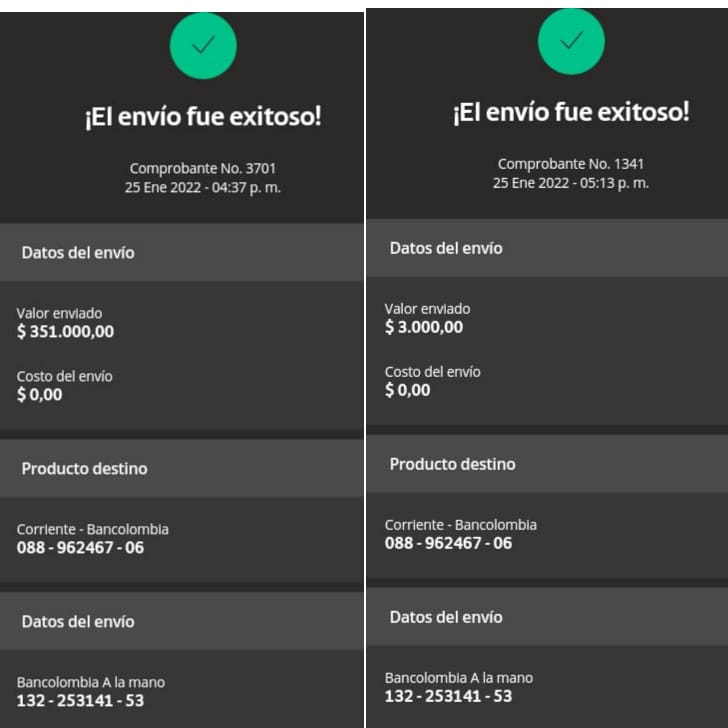 ¡El envío fue exitoso!
Comprobante No. 3701
25 Ene 2022 - 04:37 p. m.
Datos del envío
Valor enviado
$ 351.000,00
Costo del envío
$ 0,00
Producto destino
Corriente - Bancolombia
088 - 962467 - 06
Datos del envío
Bancolombia A la mano
132 - 253141 - 53
¡El envío fue exitoso!
Comprobante No. 1341
25 Ene 2022 - 05:13 p. m.
Datos del envío
Valor enviado
$ 3.000,00
Costo del envío
$ 0,00
Producto destino
Corriente - Bancolombia
088 - 962467 - 06
Datos del envío
Bancolombia A la mano
132 - 253141 - 53